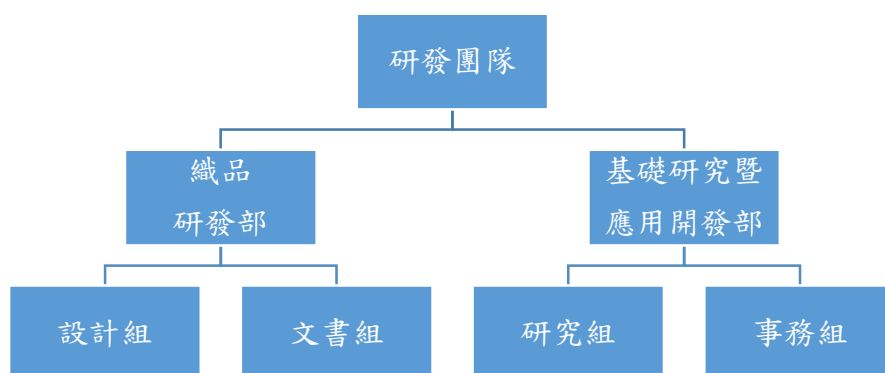 研發團隊
織品
研發部
基礎研究暨
應用開發部
設計組
文書組
研究組
事務組